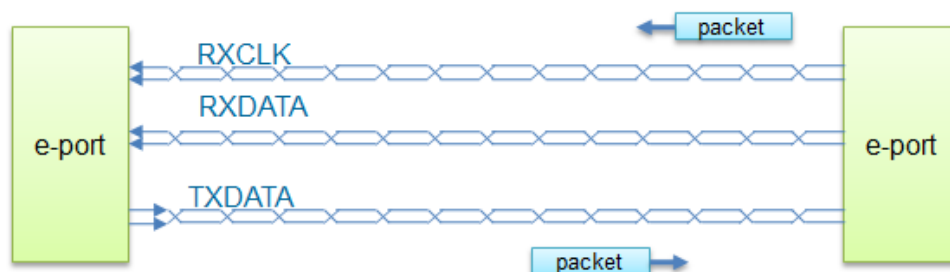 packet
RXCLK
RXDATA
e-port
e-port
TXDATA
packet